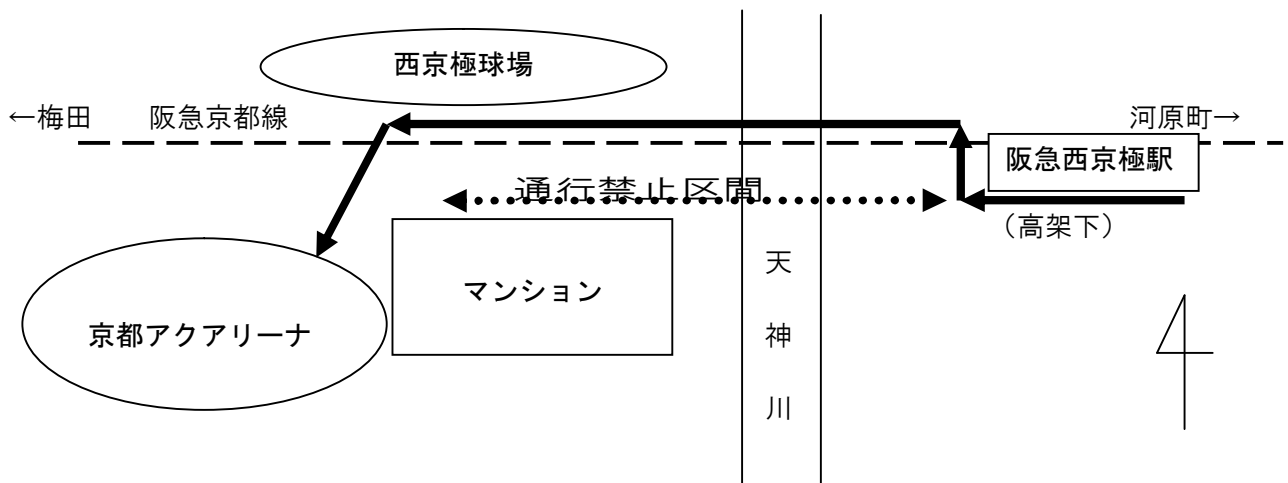 西京極球場
←梅田
阪急京都線
河原町→
阪急西京極駅
通行禁止区間
（高架下）
天神川
マンション
京都アクアリーナ